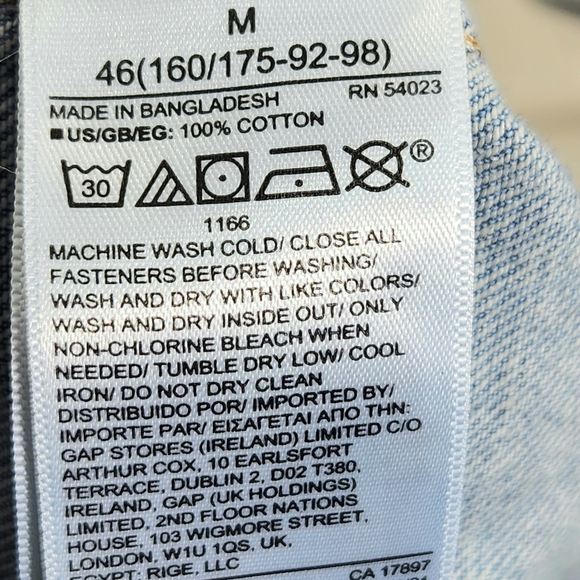 M
46(160/175-92-98)
RN 54023
MADE IN BANGLADESH
■US/GB/EG: 100% COTTON
30
®
1166
MACHINE WASH COLD/ CLOSE ALL
FASTENERS BEFORE WASHING/
WASH AND DRY WITH LIKE COLORS/
WASH AND DRY INSIDE OUT/ ONLY
NON-CHLORINE BLEACH WHEN
NEEDED/ TUMBLE DRY LOW/ COOL
IRON/ DO NOT DRY CLEAN
DISTRIBUIDO POR/ IMPORTED BY/
IMPORTE PAR/ ΕΙΣΑΓΕΤΑΙ ΑΠΟ ΤΗΝ:
GAP STORES (IRELAND) LIMITED C/O
ARTHUR COX, 10 EARLSFORT
TERRACE, DUBLIN 2, D02 T380,
IRELAND, GAP (UK HOLDINGS)
LIMITED, 2ND FLOOR NATIONS
HOUSE, 103 WIGMORE STREET,
LONDON, W1U 1QS, UK,
EGYPT: RIGE, LLC
CA 17897